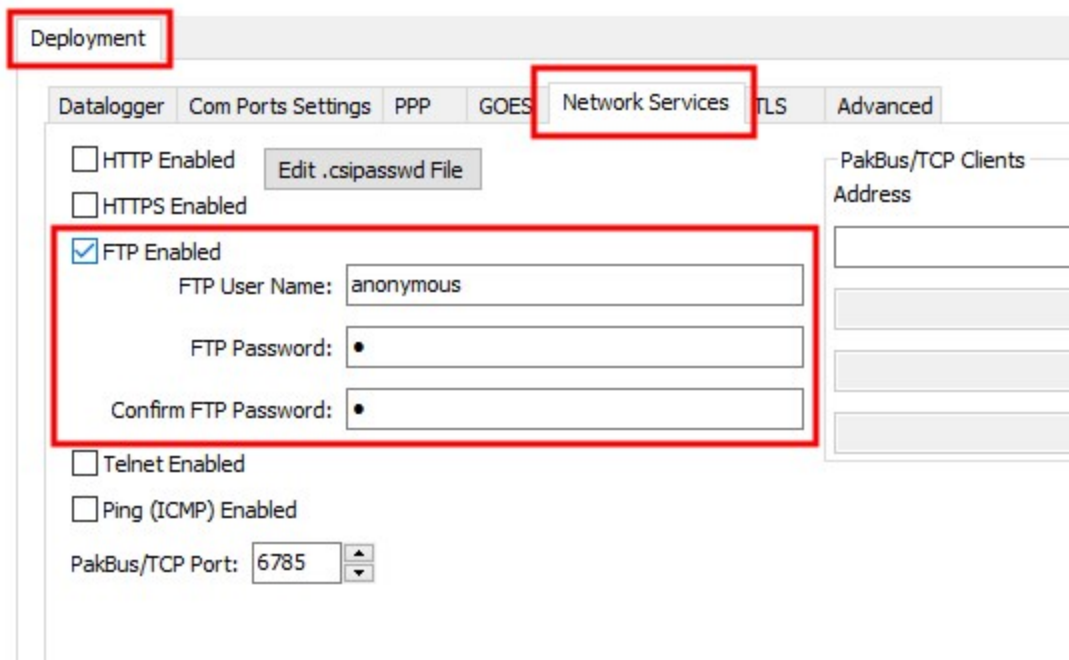 Deployment
Datalogger Com Ports Settings PPP GOES Network Services TLS Advanced
HTTP Enabled
Edit .csipasswd File
HTTPS Enabled
FTP Enabled
FTP User Name: anonymous
FTP Password: •
Confirm FTP Password: •
Telnet Enabled
Ping (ICMP) Enabled
PakBus/TCP Port: 6785
PakBus/TCP Clients
Address